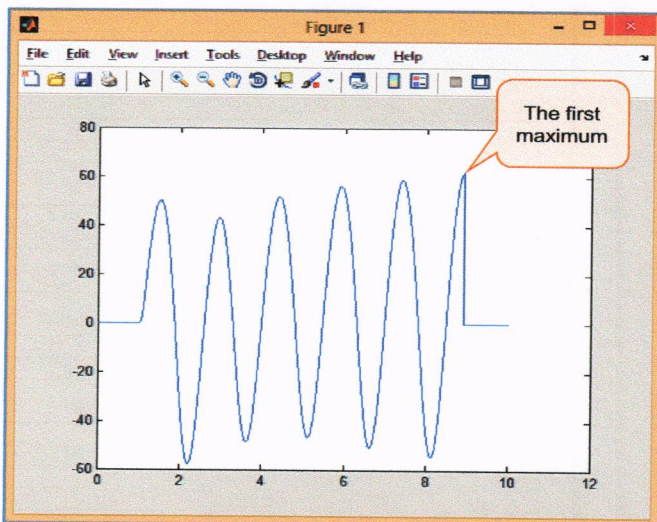 Figure 1
File Edit View Insert Tools Desktop Window Help
The first
maximum
80
60
40
20
0
-20
-40
-60
0 2 4 6 8 10 12